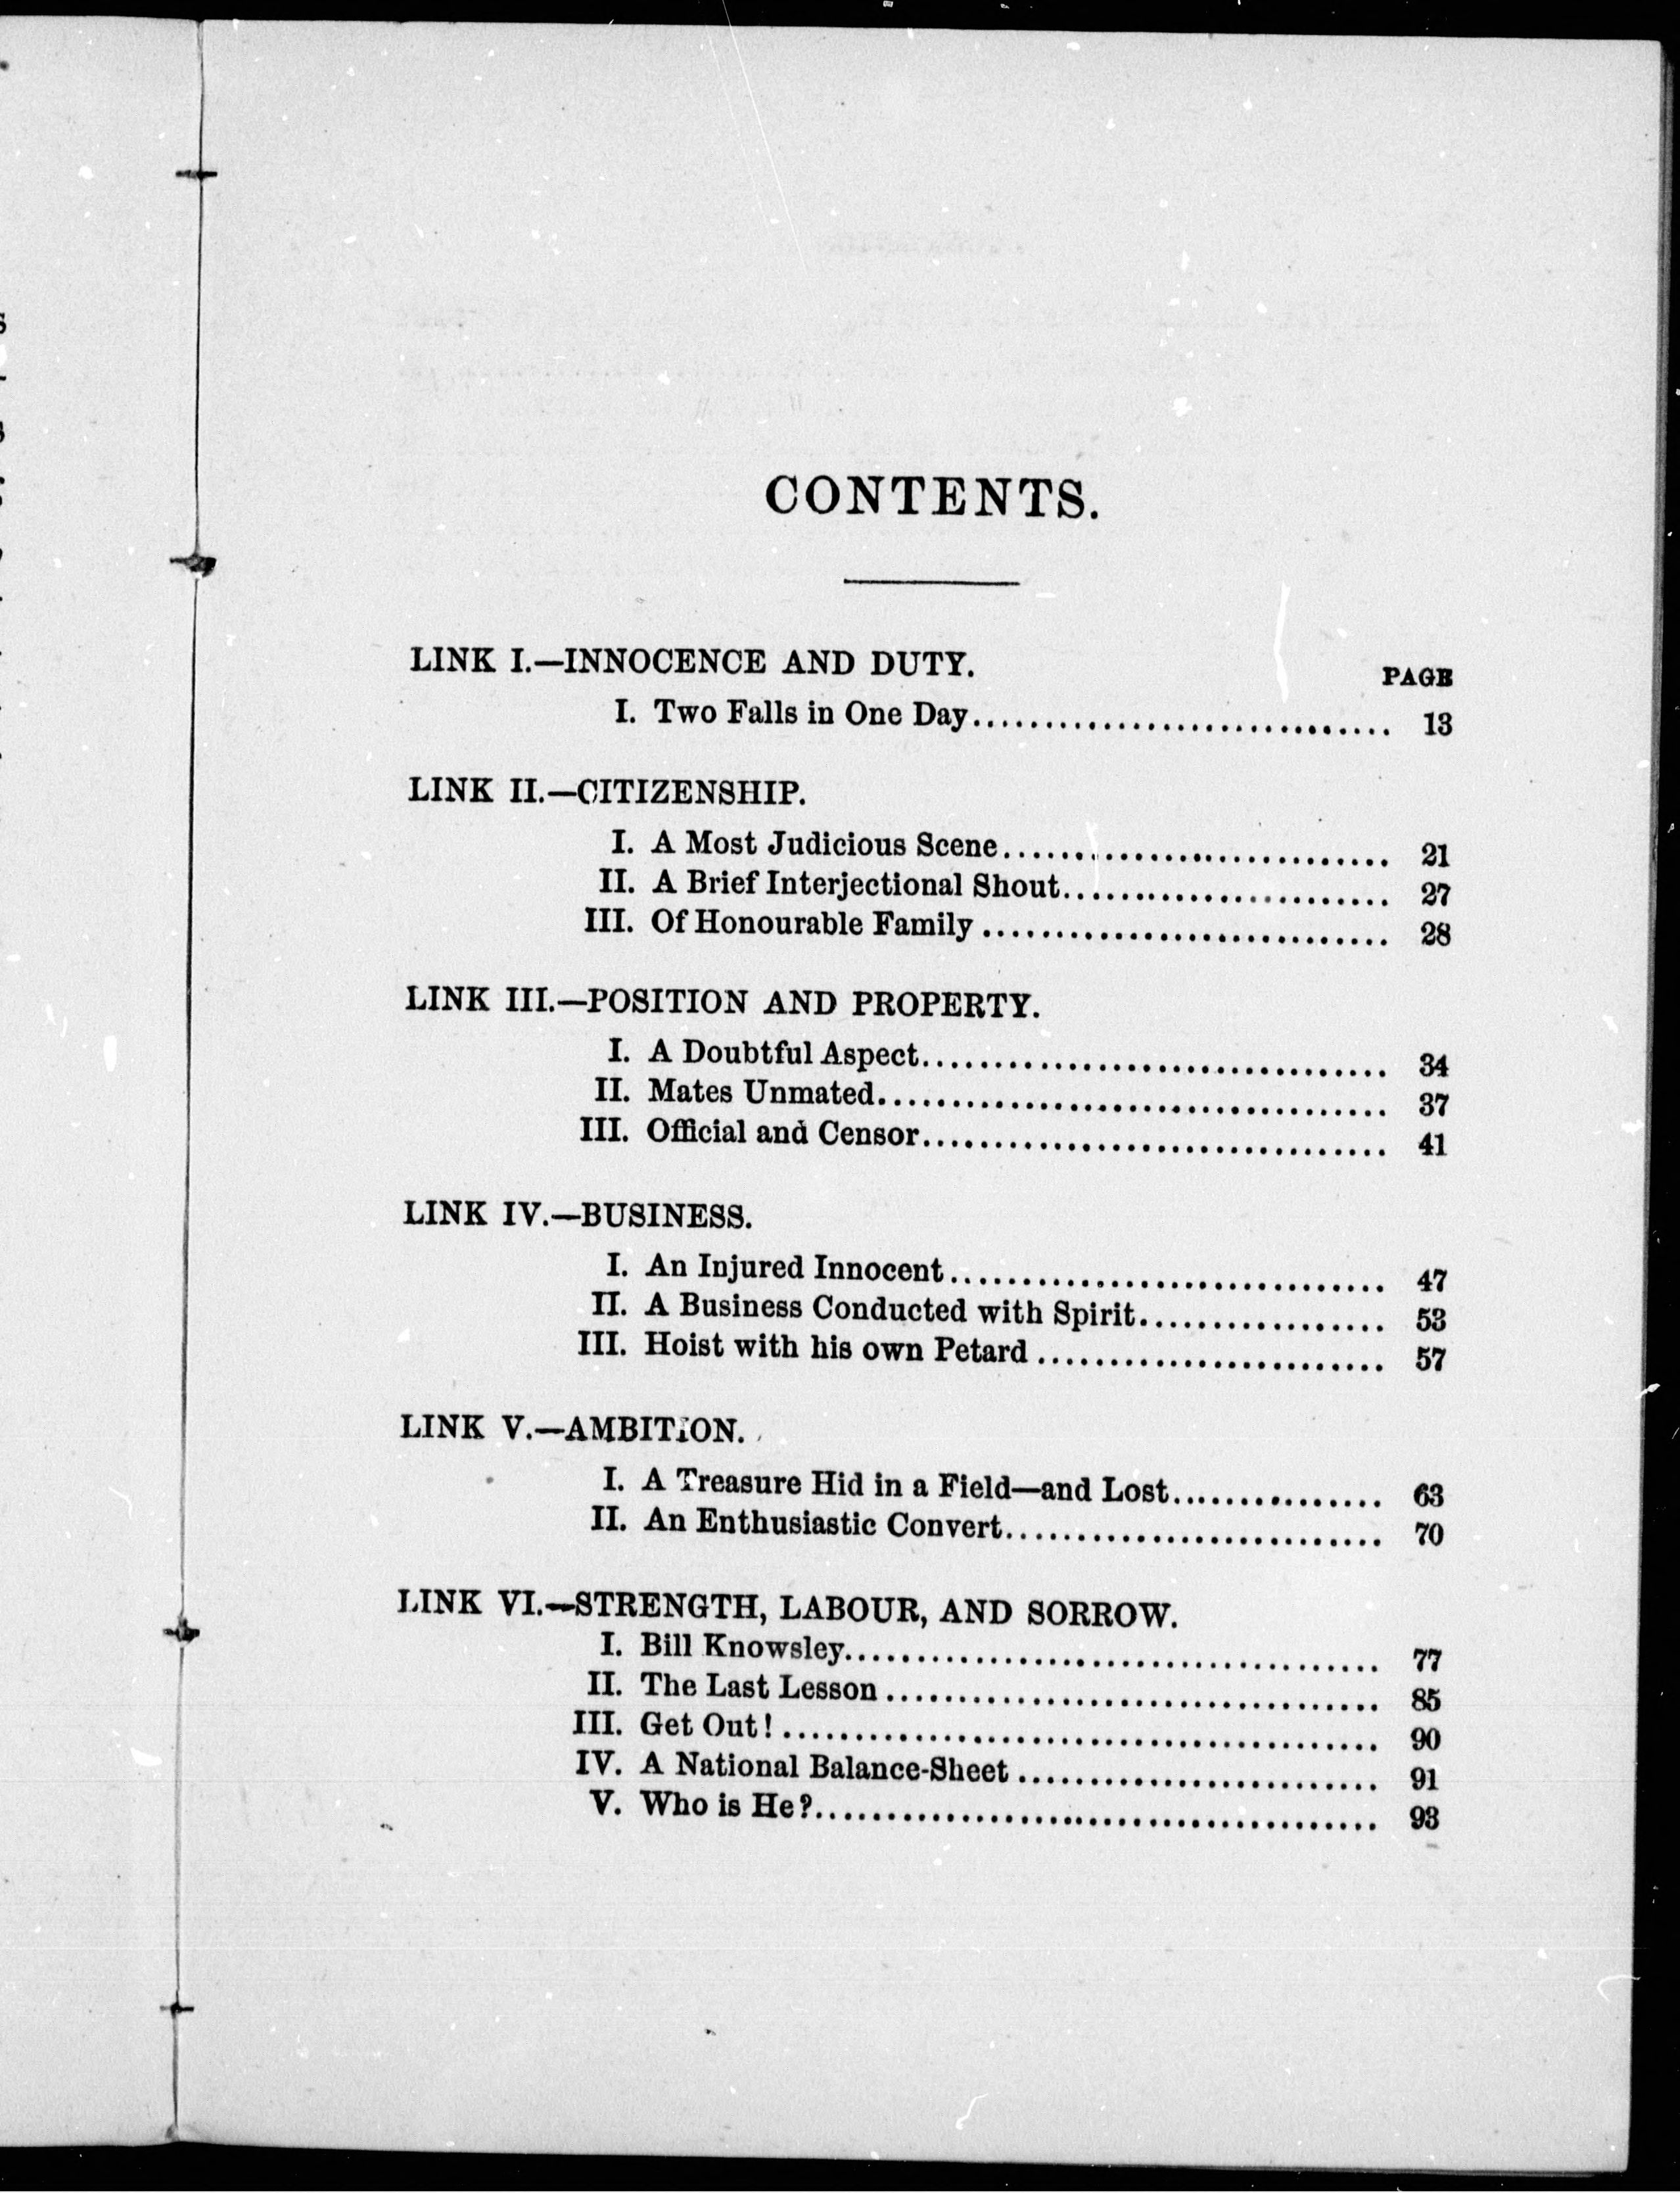 CONTENTS.
LINK I.—INNOCENCE AND DUTY.
PAGE
I. Two Falls in One Day.............................. 13
LINK II.—CITIZENSHIP.
I. A Most Judicious Scene........................... 21
II. A Brief Interjectional Shout....................... 27
III. Of Honourable Family ............................ 28
LINK III.—POSITION AND PROPERTY.
I. A Doubtful Aspect................................. 34
II. Mates Unmated.................................... 37
III. Official and Censor................................. 41
LINK IV.—BUSINESS.
I. An Injured Innocent............................... 47
II. A Business Conducted with Spirit................. 53
III. Hoist with his own Petard ........................ 57
LINK V.—AMBITION.
I. A Treasure Hid in a Field—and Lost............... 63
II. An Enthusiastic Convert........................... 70
LINK VI.—STRENGTH, LABOUR, AND SORROW.
I. Bill Knowsley...................................... 77
II. The Last Lesson ................................... 85
III. Get Out! .......................................... 90
IV. A National Balance-Sheet ......................... 91
V. Who is He?........................................ 93